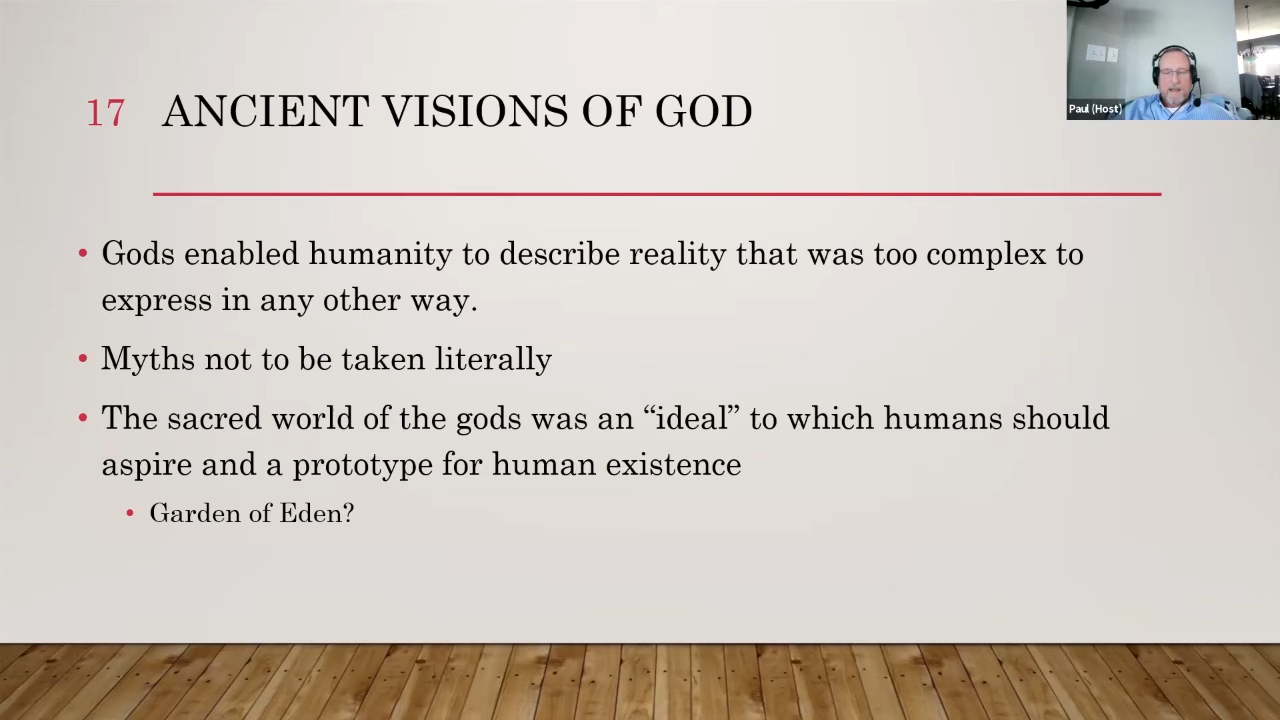 17 ANCIENT VISIONS OF GOD
Paul (Host)
• Gods enabled humanity to describe reality that was too complex to
express in any other way.
• Myths not to be taken literally
• The sacred world of the gods was an “ideal” to which humans should
aspire and a prototype for human existence
• Garden of Eden?